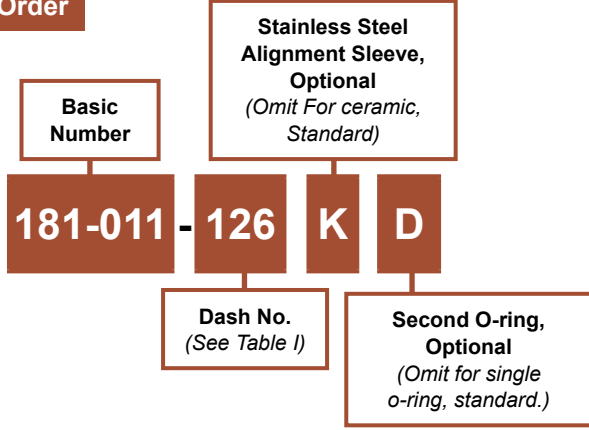 Order
Stainless Steel
Alignment Sleeve,
Optional
(Omit For ceramic,
Standard)
Basic
Number
181-011 - 126 K D
Dash No.
(See Table I)
Second O-ring,
Optional
(Omit for single
o-ring, standard.)